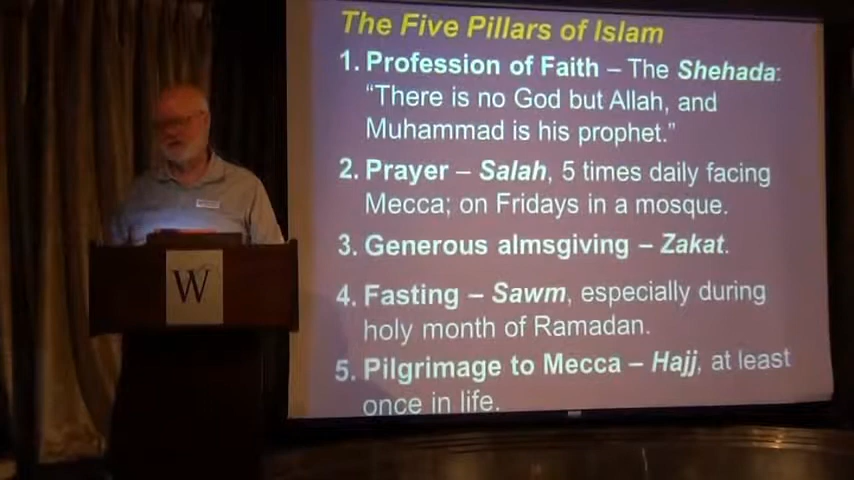 The Five Pillars of Islam
1. Profession of Faith – The Shehada:
“There is no God but Allah, and
Muhammad is his prophet.”
2. Prayer – Salah, 5 times daily facing
Mecca; on Fridays in a mosque.
3. Generous almsgiving – Zakat.
4. Fasting – Sawm, especially during
holy month of Ramadan.
5. Pilgrimage to Mecca – Hajj, at least
once in life.
W